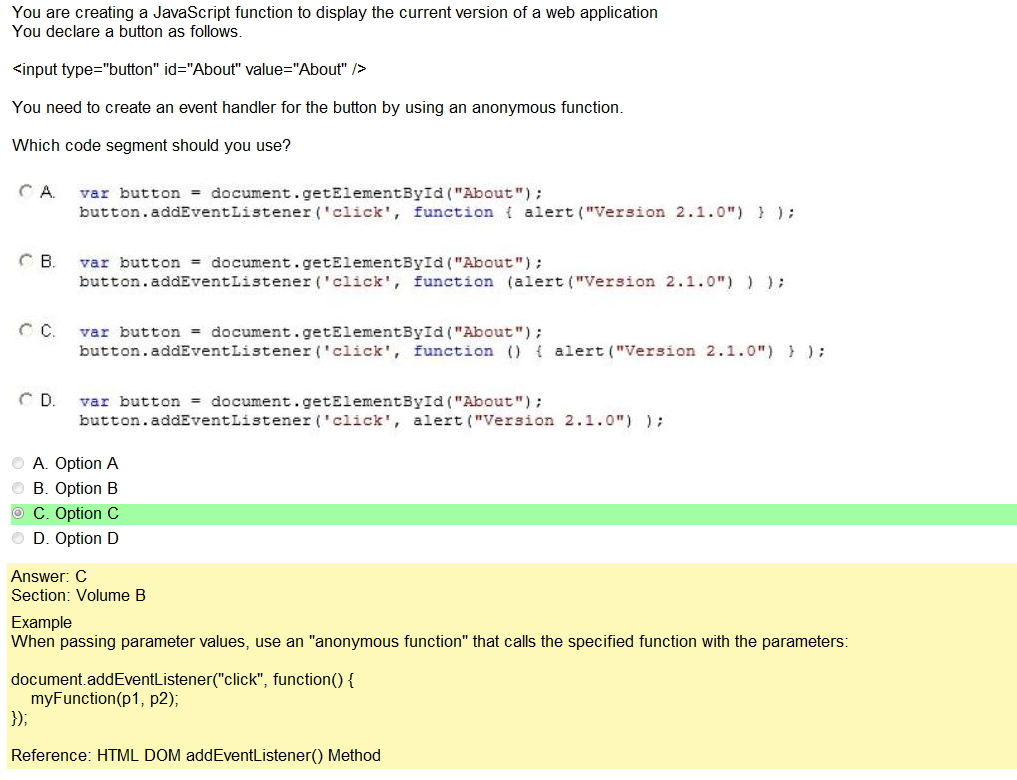 You are creating a JavaScript function to display the current version of a web application
You declare a button as follows.
<input type="button" id="About" value="About" />
You need to create an event handler for the button by using an anonymous function.
Which code segment should you use?
A. var button = document.getElementById("About");
button.addEventListener('click', function { alert("Version 2.1.0") } );
B. var button = document.getElementById("About");
button.addEventListener('click', function (alert("Version 2.1.0") ) );
C. var button = document.getElementById("About");
button.addEventListener('click', function () { alert("Version 2.1.0") } );
D. var button = document.getElementById("About");
button.addEventListener('click', alert("Version 2.1.0") );
A. Option A
B. Option B
C. Option C
D. Option D
Answer: C
Section: Volume B
Example
When passing parameter values, use an "anonymous function" that calls the specified function with the parameters:
document.addEventListener("click", function() {
myFunction(p1, p2);
});
Reference: HTML DOM addEventListener() Method